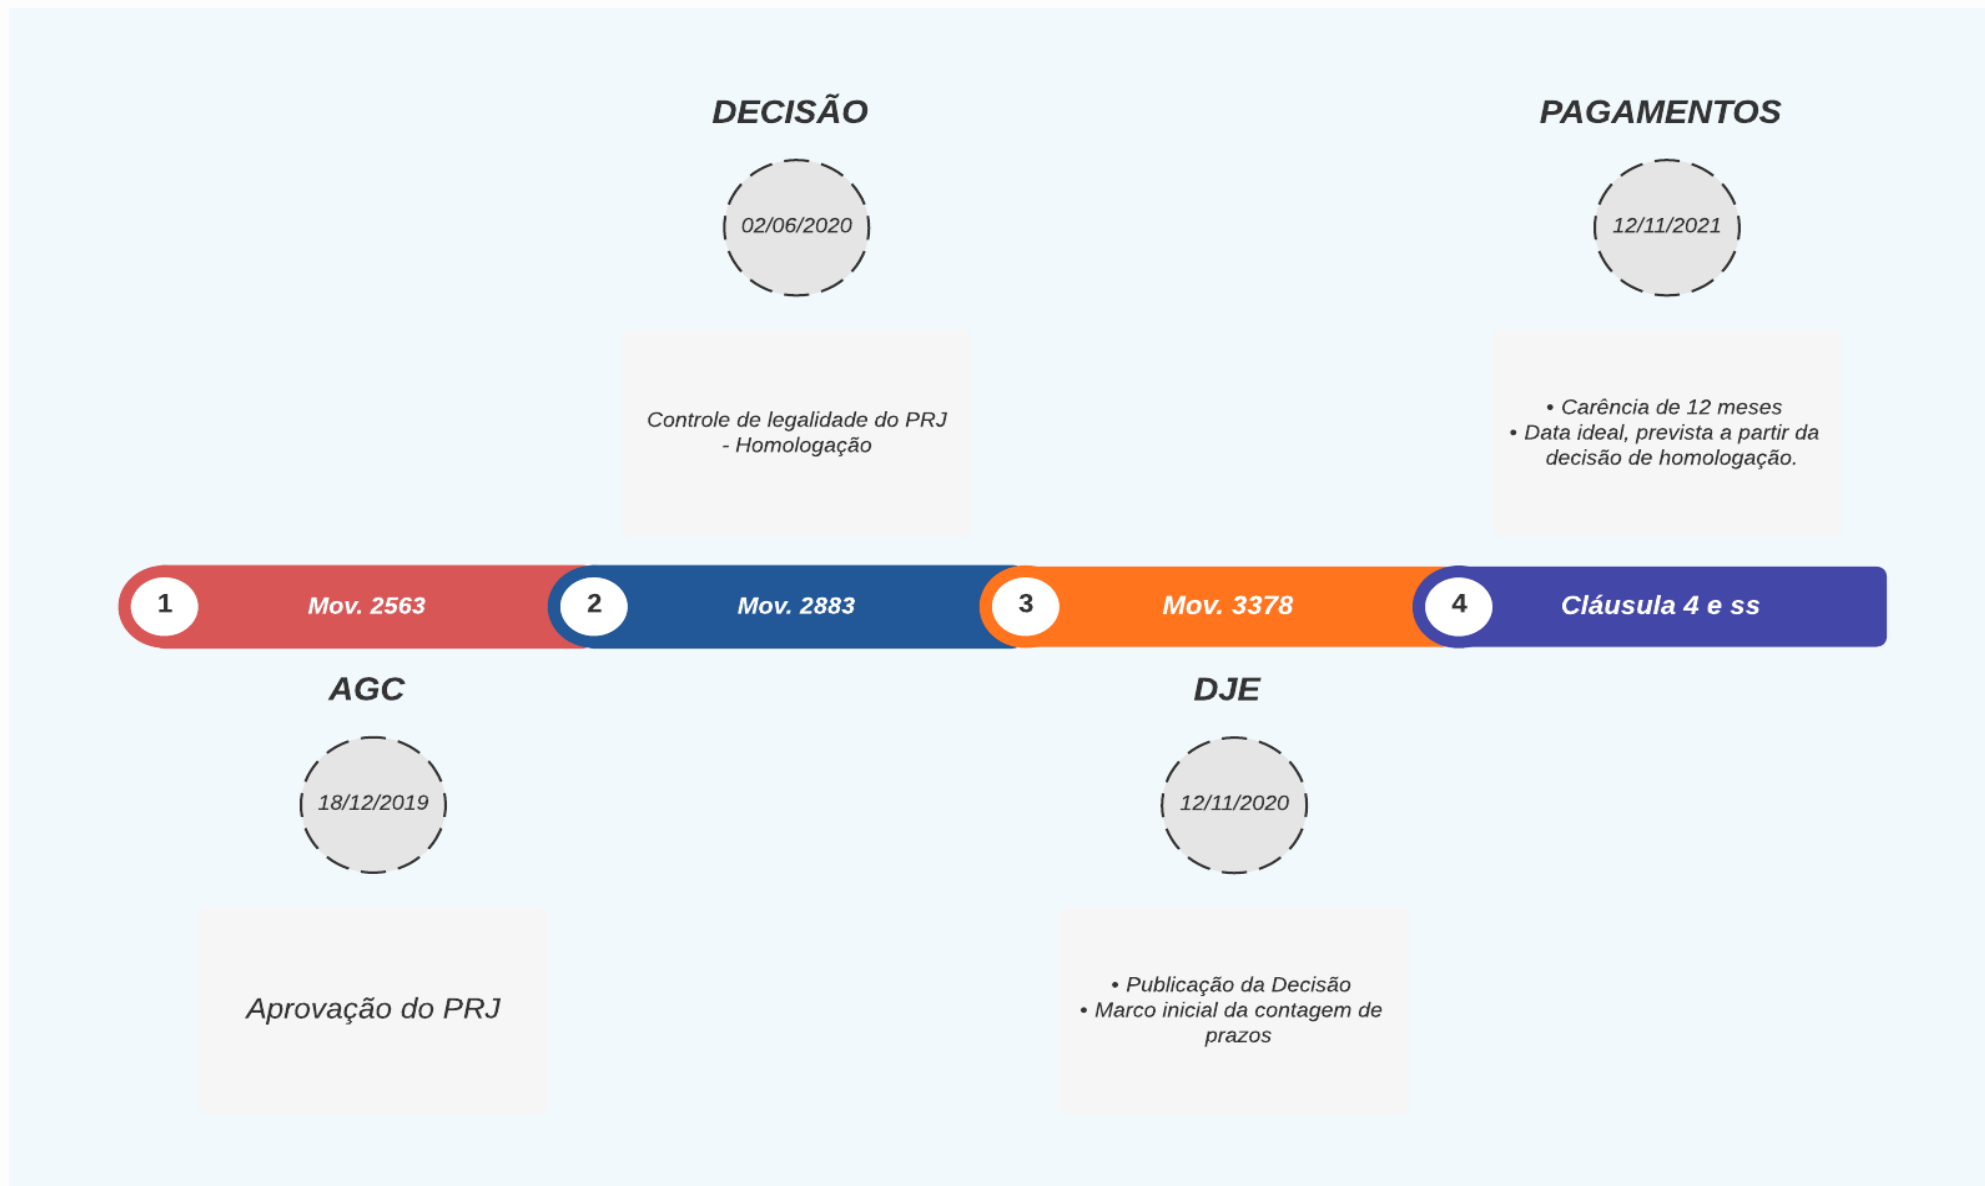 DECISÃO
02/06/2020
Controle de legalidade do PRJ
- Homologação
PAGAMENTOS
12/11/2021
• Carência de 12 meses
• Data ideal, prevista a partir da
decisão de homologação.
1
Mov. 2563
2
Mov. 2883
3
Mov. 3378
4
Cláusula 4 e ss
AGC
18/12/2019
Aprovação do PRJ
DJE
12/11/2020
• Publicação da Decisão
• Marco inicial da contagem de
prazos